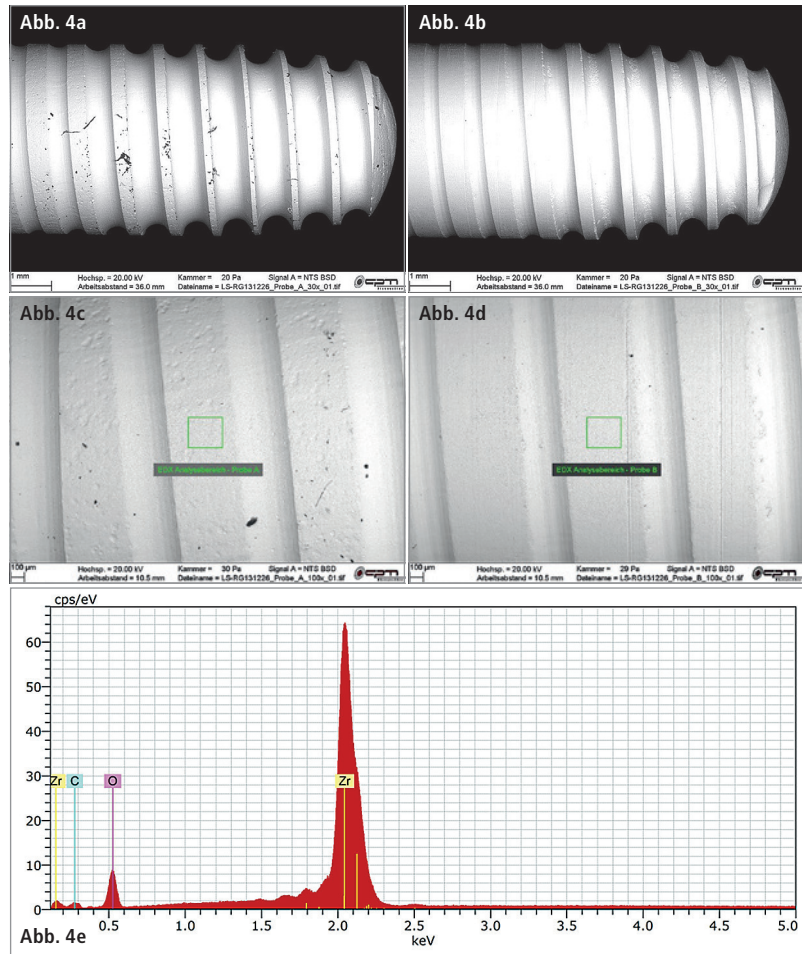 Abb. 4a
1 mm
Hochsp. = 20.00 kV Kammer = 20 Pa Signal A = NTS BSD
Arbeitsabstand = 36.0 mm Dateiname = LS-RG131226_Probe_A_30x_01.tif
cpm
Abb. 4b
1 mm
Hochsp. = 20.00 kV Kammer = 20 Pa Signal A = NTS BSD
Arbeitsabstand = 36.0 mm Dateiname = LS-RG131226_Probe_B_30x_01.tif
cpm
Abb. 4c
EDX Analysebereich - Probe A
100 µm
Hochsp. = 20.00 kV Kammer = 30 Pa Signal A = NTS BSD
Arbeitsabstand = 10.5 mm Dateiname = LS-RG131226_Probe_A_100x_01.tif
cpm
Abb. 4d
EDX Analysebereich - Probe B
100 µm
Hochsp. = 20.00 kV Kammer = 29 Pa Signal A = NTS BSD
Arbeitsabstand = 10.5 mm Dateiname = LS-RG131226_Probe_B_100x_01.tif
cpm
cps/eV
60
50
40
30
20
10
0
Zr C O Zr
0.5 1.0 1.5 2.0 2.5 3.0 3.5 4.0 4.5 5.0
keV
Abb. 4e